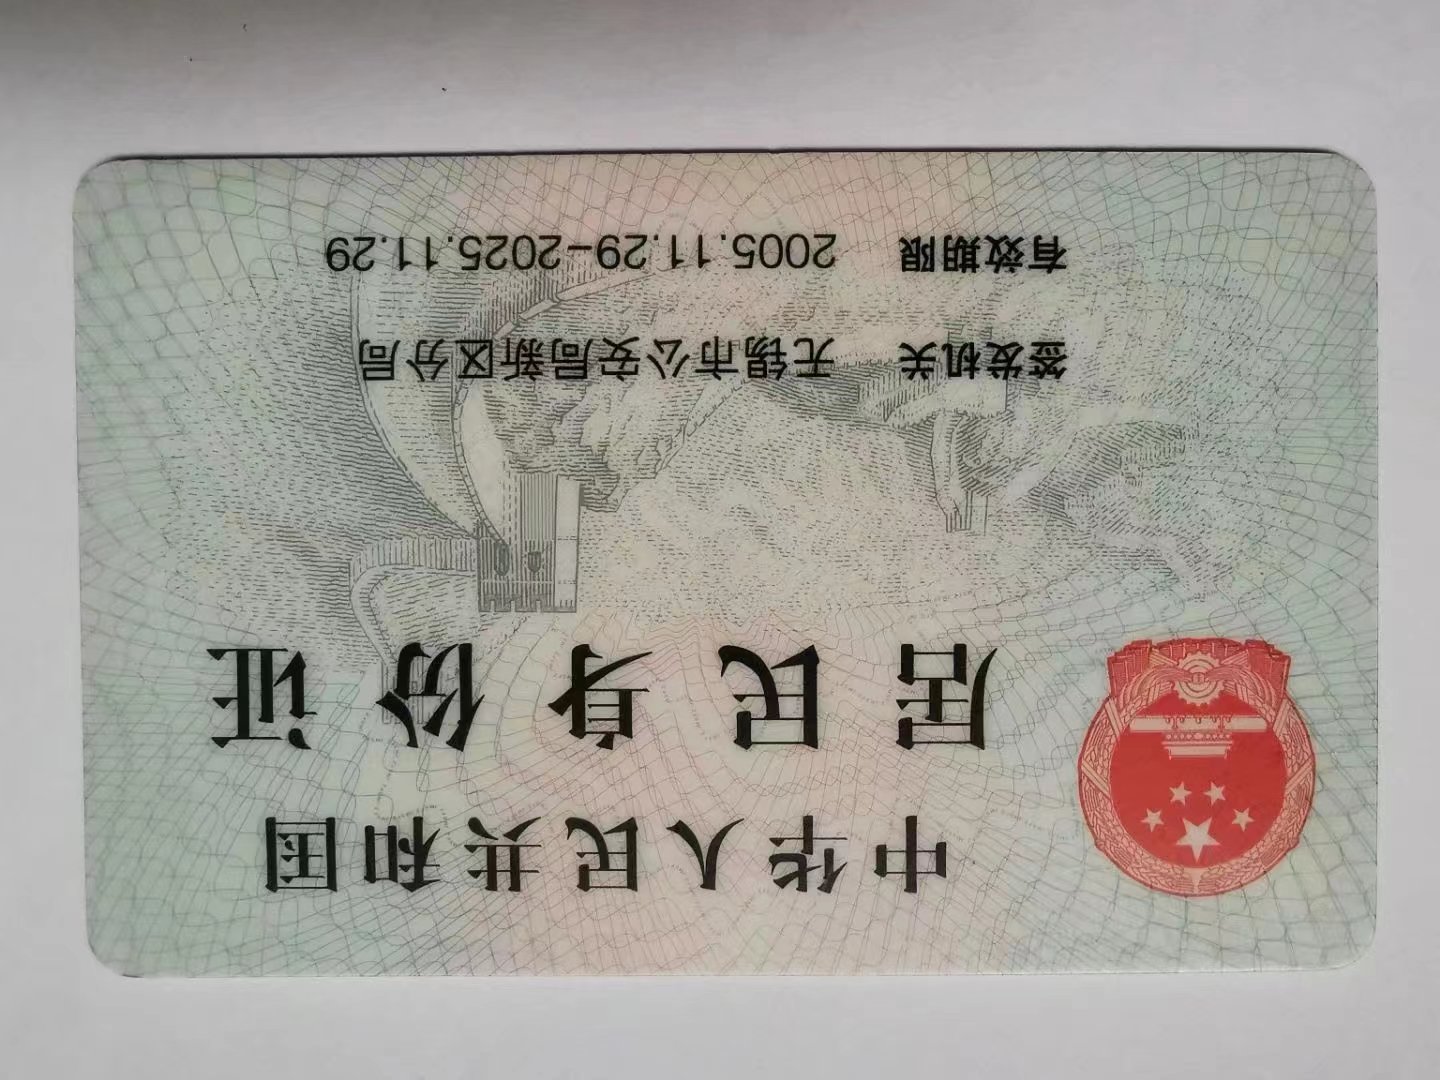 中华人民共和国
居民身份证
签发机关 无锡市公安局新区分局
有效期限 2005.11.29-2025.11.29